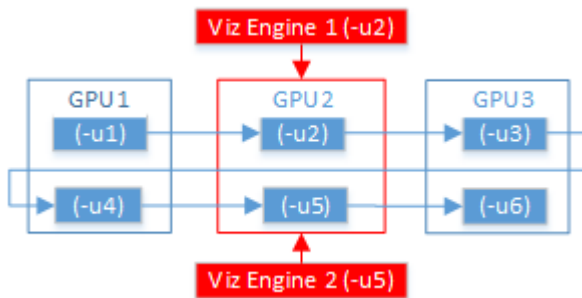 Viz Engine 1 (-u2)
GPU1 GPU2 GPU3
(-u1) (-u2) (-u3)
(-u4) (-u5) (-u6)
Viz Engine 2 (-u5)